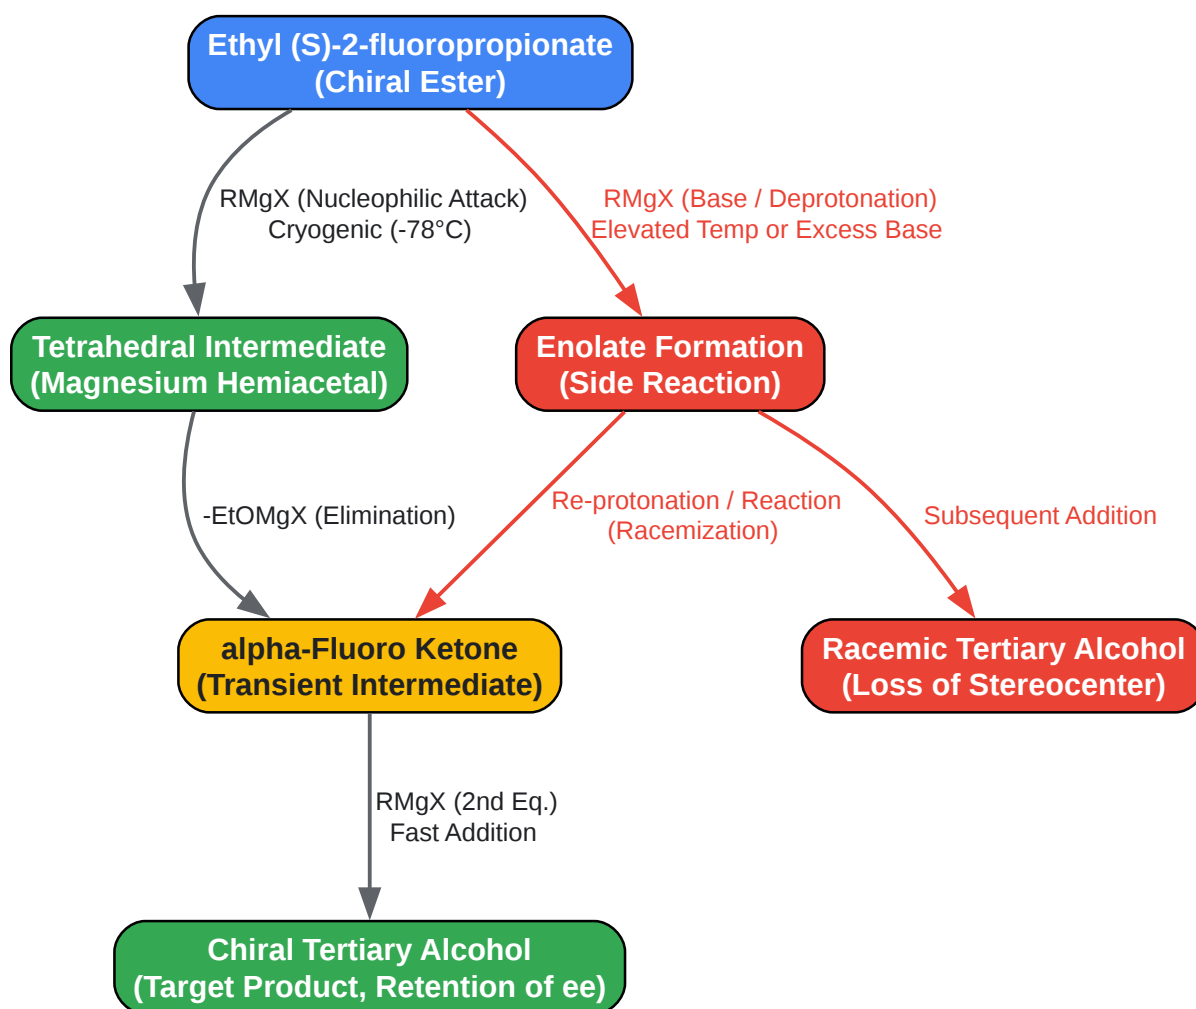 Ethyl (S)-2-fluoropropionate
(Chiral Ester)
RMgX (Nucleophilic Attack)
Cryogenic (-78°C)
RMgX (Base / Deprotonation)
Elevated Temp or Excess Base
Tetrahedral Intermediate
(Magnesium Hemiacetal)
Enolate Formation
(Side Reaction)
-EtOMgX (Elimination)
Re-protonation / Reaction
(Racemization)
Subsequent Addition
alpha-Fluoro Ketone
(Transient Intermediate)
Racemic Tertiary Alcohol
(Loss of Stereocenter)
RMgX (2nd Eq.)
Fast Addition
Chiral Tertiary Alcohol
(Target Product, Retention of ee)